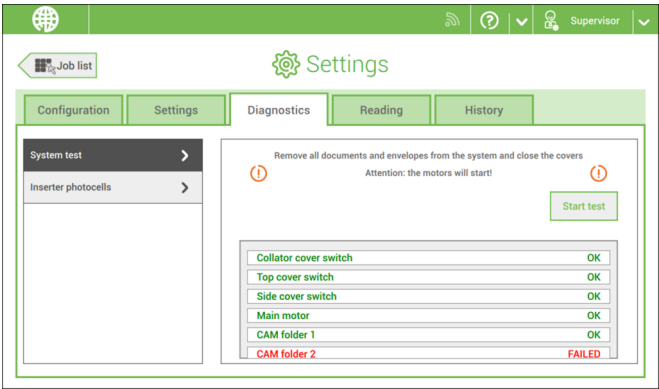 Supervisor
Job list
Settings
Configuration
Settings
Diagnostics
Reading
History
System test
Inserter photocells
Remove all documents and envelopes from the system and close the covers
Attention: the motors will start!
Start test
Collator cover switch OK
Top cover switch OK
Side cover switch OK
Main motor OK
CAM folder 1 OK
CAM folder 2 FAILED